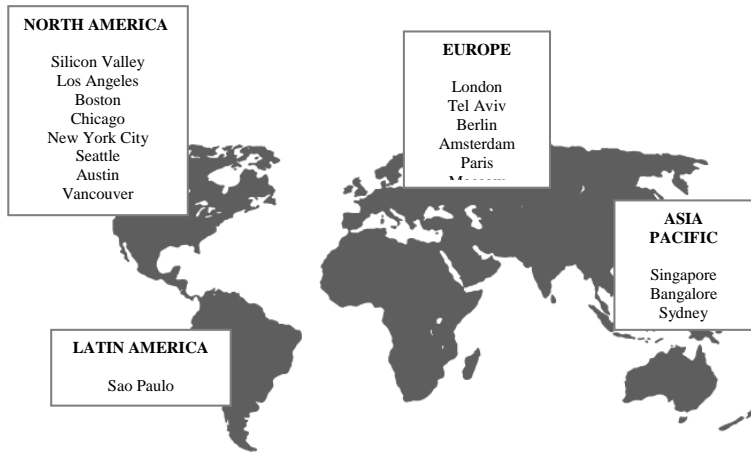 NORTH AMERICA
Silicon Valley
Los Angeles
Boston
Chicago
New York City
Seattle
Austin
Vancouver
EUROPE
London
Tel Aviv
Berlin
Amsterdam
Paris
ASIA
PACIFIC
Singapore
Bangalore
Sydney
LATIN AMERICA
Sao Paulo